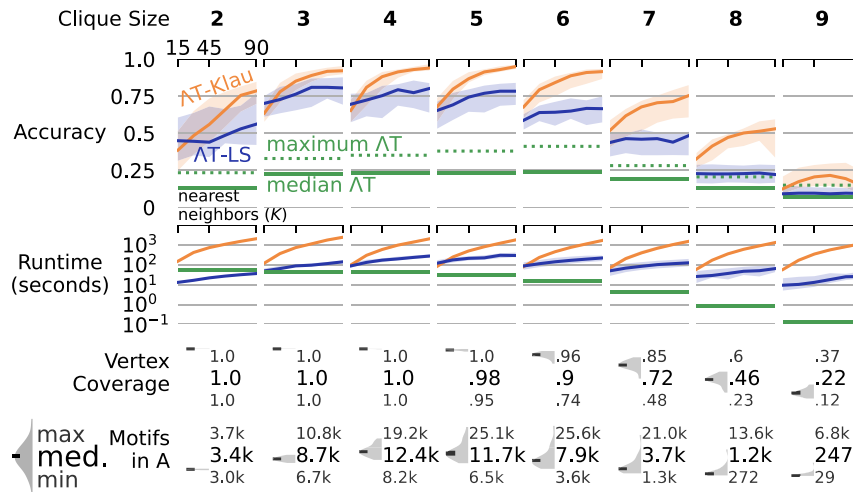 Clique Size 2 3 4 5 6 7 8 9
15 45 90
1.0
ΛT-Klau
0.75
Accuracy 0.5
ΛT-LS
maximum ΛT
0.25
median ΛT
nearest
0
neighbors (K)
10³
Runtime 10²
(seconds) 10¹
10⁰
10⁻¹
Vertex 1.0 1.0 1.0 1.0 .96 .85 .6 .37
Coverage 1.0 1.0 1.0 .98 .9 .72 .46 .22
1.0 1.0 1.0 .95 .74 .48 .23 .12
max Motifs 3.7k 10.8k 19.2k 25.1k 25.6k 21.0k 13.6k 6.8k
med. in A 3.4k 8.7k 12.4k 11.7k 7.9k 3.7k 1.2k 247
min 3.0k 6.7k 8.2k 6.5k 3.6k 1.3k 272 29